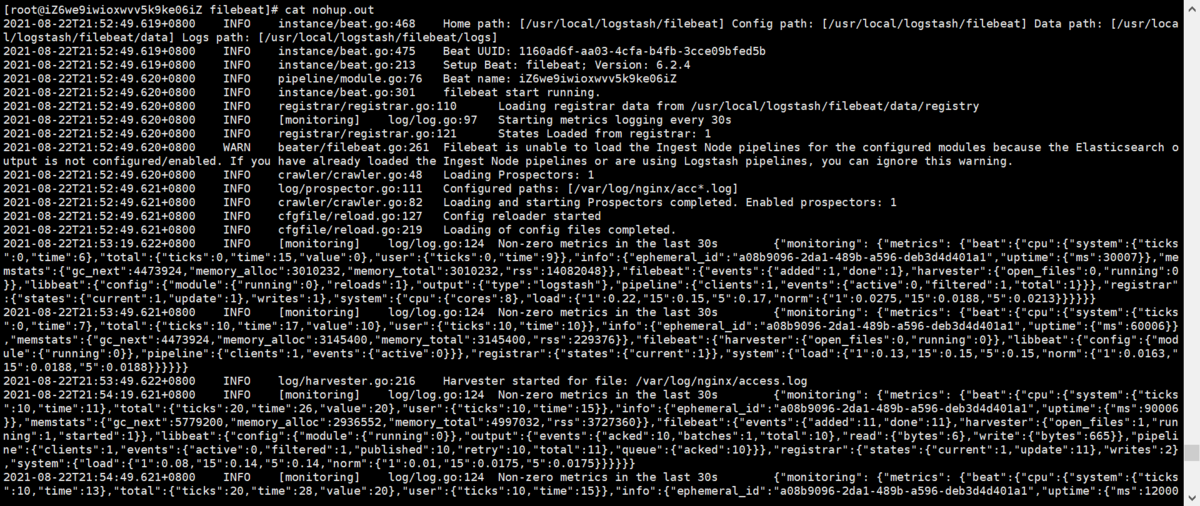 [root@iZ6we9iwioxwvv5k9ke06iZ filebeat]# cat nohup.out
2021-08-22T21:52:49.619+0800    INFO    instance/beat.go:468    Home path: [/usr/local/logstash/filebeat] Config path: [/usr/local/logstash/filebeat] Data path: [/usr/loca
l/logstash/filebeat/data] Logs path: [/usr/local/logstash/filebeat/logs]
2021-08-22T21:52:49.619+0800    INFO    instance/beat.go:475    Beat UUID: 1160ad6f-aa03-4cfa-b4fb-3cce09bfed5b
2021-08-22T21:52:49.619+0800    INFO    instance/beat.go:213    Setup Beat: filebeat; Version: 6.2.4
2021-08-22T21:52:49.620+0800    INFO    pipeline/module.go:76   Beat name: iZ6we9iwioxwvv5k9ke06iZ
2021-08-22T21:52:49.620+0800    INFO    instance/beat.go:301    filebeat start running.
2021-08-22T21:52:49.620+0800    INFO    registrar/registrar.go:110      Loading registrar data from /usr/local/logstash/filebeat/data/registry
2021-08-22T21:52:49.620+0800    INFO    [monitoring]    log/log.go:97   Starting metrics logging every 30s
2021-08-22T21:52:49.620+0800    INFO    registrar/registrar.go:121      States Loaded from registrar: 1
2021-08-22T21:52:49.620+0800    WARN    beater/filebeat.go:261  Filebeat is unable to load the Ingest Node pipelines for the configured modules because the Elasticsearch o
utput is not configured/enabled. If you have already loaded the Ingest Node pipelines or are using Logstash pipelines, you can ignore this warning.
2021-08-22T21:52:49.620+0800    INFO    crawler/crawler.go:48   Loading Prospectors: 1
2021-08-22T21:52:49.621+0800    INFO    log/prospector.go:111   Configured paths: [/var/log/nginx/acc*.log]
2021-08-22T21:52:49.621+0800    INFO    crawler/crawler.go:82   Loading and starting Prospectors completed. Enabled prospectors: 1
2021-08-22T21:52:49.621+0800    INFO    cfgfile/reload.go:127   Config reloader started
2021-08-22T21:52:49.621+0800    INFO    cfgfile/reload.go:219   Loading of config files completed.
2021-08-22T21:53:19.622+0800    INFO    [monitoring]    log/log.go:124  Non-zero metrics in the last 30s        {"monitoring": {"metrics": {"beat":{"cpu":{"system":{"ticks"
:0,"time":6},"total":{"ticks":0,"time":15,"value":0},"user":{"ticks":0,"time":9}},"info":{"ephemeral_id":"a08b9096-2da1-489b-a596-deb3d4d401a1","uptime":{"ms":30007}},"me
mstats":{"gc_next":4473924,"memory_alloc":3010232,"memory_total":3010232,"rss":14082048}},"filebeat":{"events":{"added":1,"done":1},"harvester":{"open_files":0,"running":0
}},"libbeat":{"config":{"module":{"running":0},"reloads":1},"output":{"type":"logstash"},"pipeline":{"clients":1,"events":{"active":0,"filtered":1,"total":1}}},"registrar"
:{"states":{"current":1,"update":1},"writes":1},"system":{"cpu":{"cores":8},"load":{"1":0.22,"15":0.15,"5":0.17,"norm":{"1":0.0275,"15":0.0188,"5":0.0213}}}}}}
2021-08-22T21:53:49.622+0800    INFO    [monitoring]    log/log.go:124  Non-zero metrics in the last 30s        {"monitoring": {"metrics": {"beat":{"cpu":{"system":{"ticks"
:0,"time":7},"total":{"ticks":10,"time":17,"value":10},"user":{"ticks":10,"time":10}},"info":{"ephemeral_id":"a08b9096-2da1-489b-a596-deb3d4d401a1","uptime":{"ms":60006}}
,"memstats":{"gc_next":4473924,"memory_alloc":3145400,"memory_total":3145400,"rss":229376}},"filebeat":{"harvester":{"open_files":0,"running":0}},"libbeat":{"config":{"mod
ule":{"running":0}},"pipeline":{"clients":1,"events":{"active":0}}},"registrar":{"states":{"current":1}},"system":{"load":{"1":0.13,"15":0.15,"5":0.15,"norm":{"1":0.0163,"
15":0.0188,"5":0.0188}}}}}}
2021-08-22T21:53:49.622+0800    INFO    log/harvester.go:216    Harvester started for file: /var/log/nginx/access.log
2021-08-22T21:54:19.621+0800    INFO    [monitoring]    log/log.go:124  Non-zero metrics in the last 30s        {"monitoring": {"metrics": {"beat":{"cpu":{"system":{"ticks
":10,"time":11},"total":{"ticks":20,"time":26,"value":20},"user":{"ticks":10,"time":15}},"info":{"ephemeral_id":"a08b9096-2da1-489b-a596-deb3d4d401a1","uptime":{"ms":90006
}},"memstats":{"gc_next":5779200,"memory_alloc":2936552,"memory_total":4997032,"rss":3727360}},"filebeat":{"events":{"added":11,"done":11},"harvester":{"open_files":1,"run
ning":1,"started":1}},"libbeat":{"config":{"module":{"running":0}},"output":{"events":{"acked":10,"batches":1,"total":10},"read":{"bytes":6},"write":{"bytes":665}},"pipeli
ne":{"clients":1,"events":{"active":0,"filtered":1,"published":10,"retry":10,"total":11},"queue":{"acked":10}}},"registrar":{"states":{"current":1,"update":11},"writes":2}
,"system":{"load":{"1":0.08,"15":0.14,"5":0.14,"norm":{"1":0.01,"15":0.0175,"5":0.0175}}}}}}
2021-08-22T21:54:49.621+0800    INFO    [monitoring]    log/log.go:124  Non-zero metrics in the last 30s        {"monitoring": {"metrics": {"beat":{"cpu":{"system":{"ticks"
:10,"time":13},"total":{"ticks":20,"time":28,"value":20},"user":{"ticks":10,"time":15}},"info":{"ephemeral_id":"a08b9096-2da1-489b-a596-deb3d4d401a1","uptime":{"ms":12000